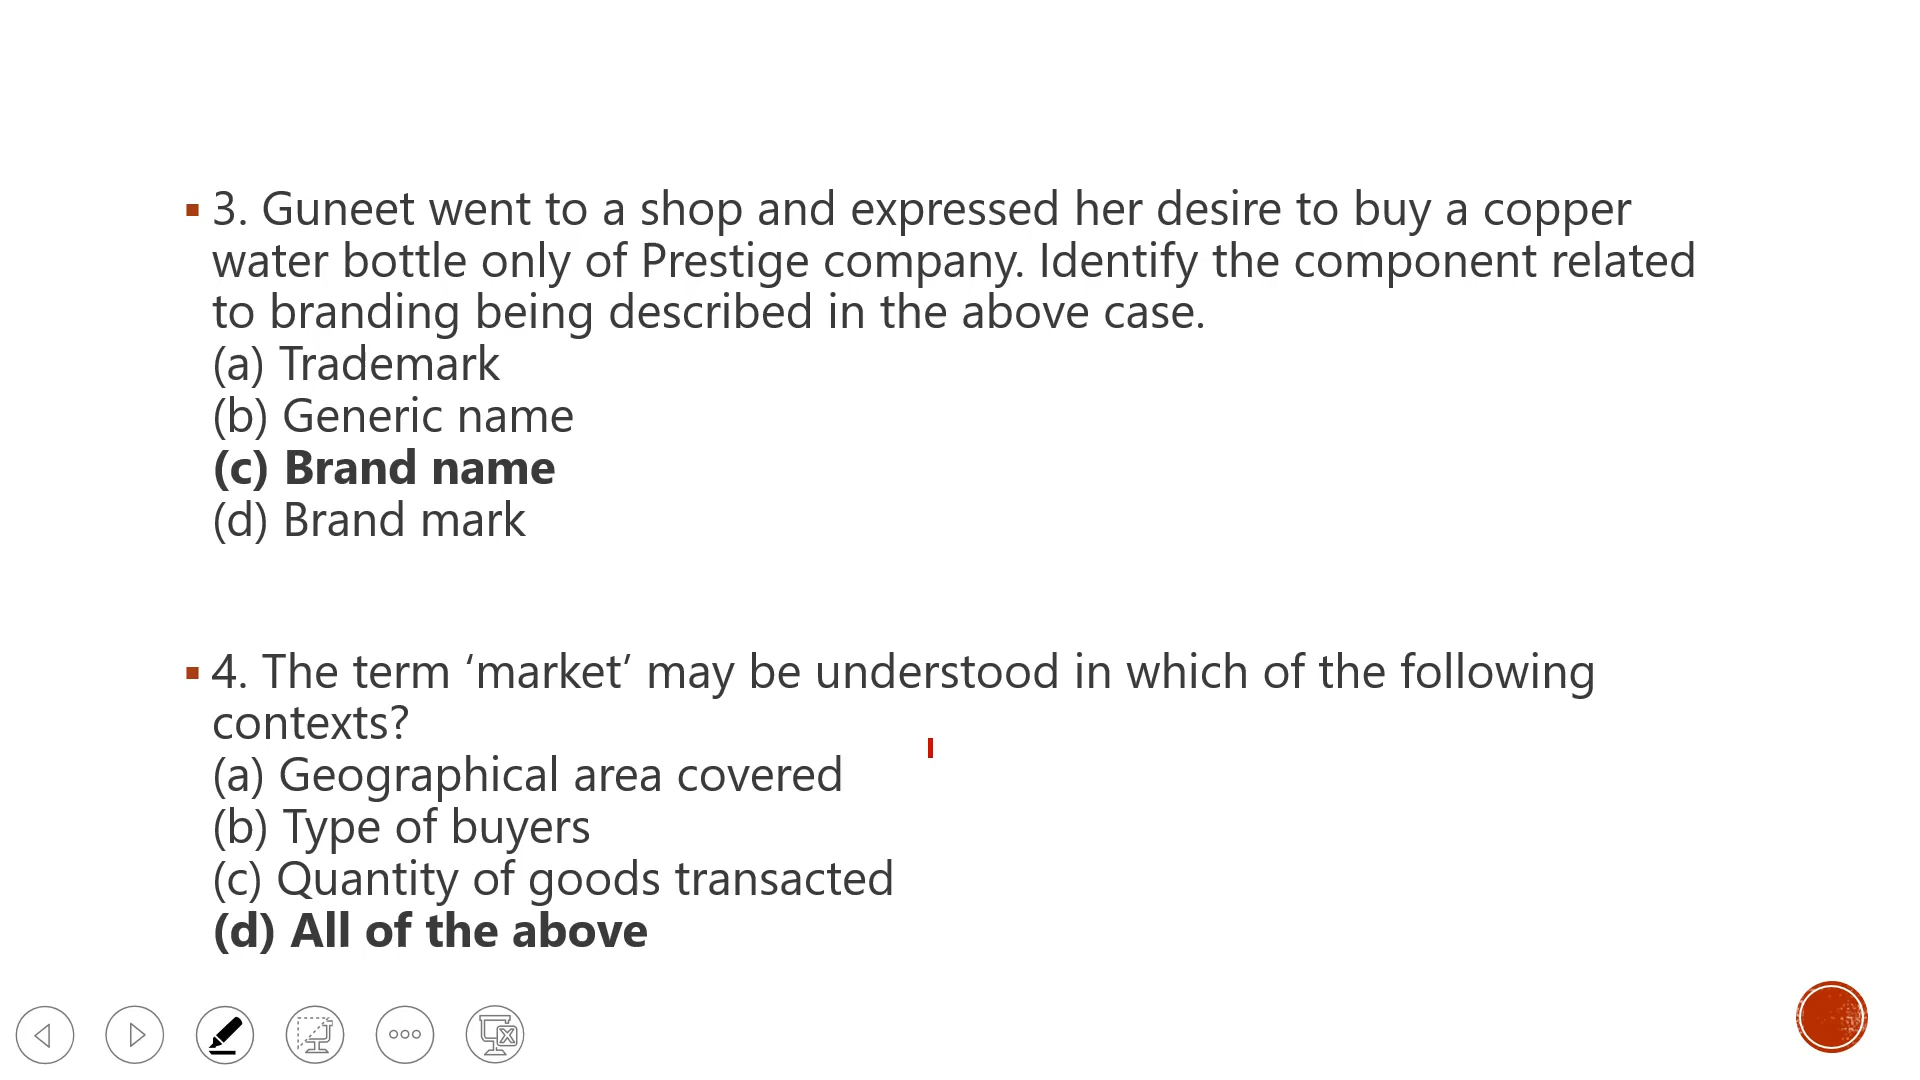 3. Guneet went to a shop and expressed her desire to buy a copper
water bottle only of Prestige company. Identify the component related
to branding being described in the above case.
(a) Trademark
(b) Generic name
(c) Brand name
(d) Brand mark
4. The term ‘market’ may be understood in which of the following
contexts?
(a) Geographical area covered
(b) Type of buyers
(c) Quantity of goods transacted
(d) All of the above